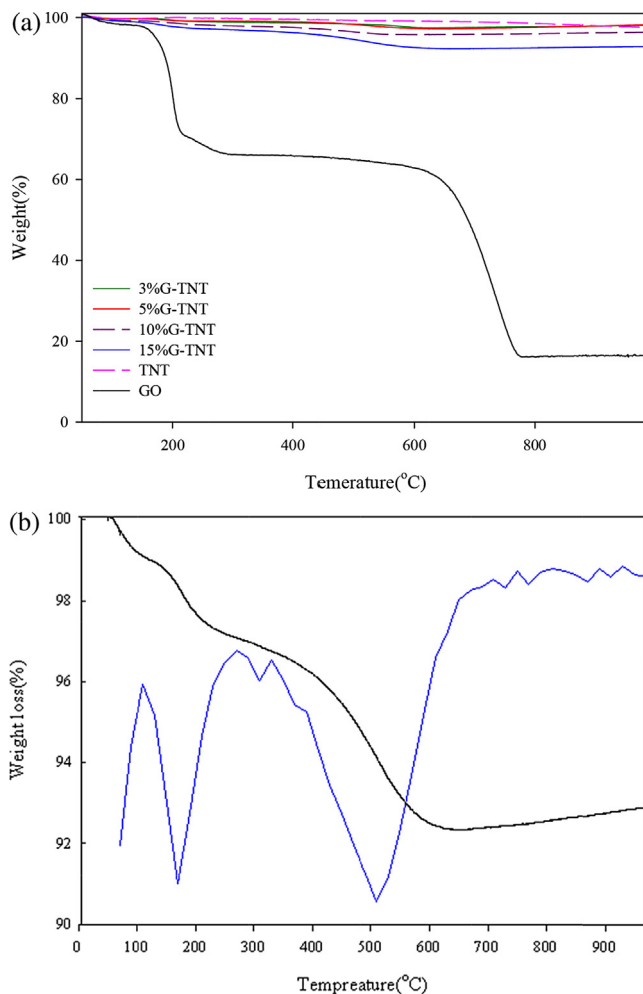 (a)
100
80
60
40
20
0
Weight(%)
3%G-TNT
5%G-TNT
10%G-TNT
15%G-TNT
TNT
GO
200 400 600 800
Temerature(°C)
(b)
100
98
96
94
92
90
Weight loss(%)
0 100 200 300 400 500 600 700 800 900
Tempreature(°C)